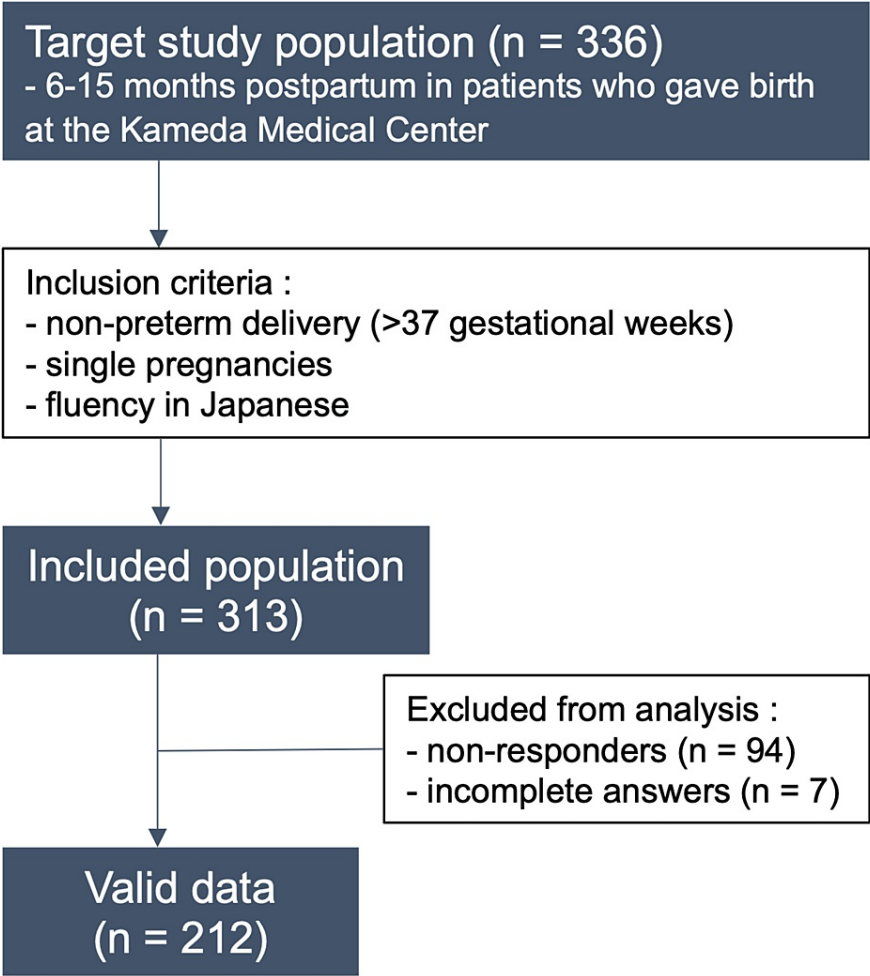 Target study population (n = 336)
- 6-15 months postpartum in patients who gave birth
at the Kameda Medical Center
Inclusion criteria :
- non-preterm delivery (>37 gestational weeks)
- single pregnancies
- fluency in Japanese
Included population
(n = 313)
Excluded from analysis :
- non-responders (n = 94)
- incomplete answers (n = 7)
Valid data
(n = 212)